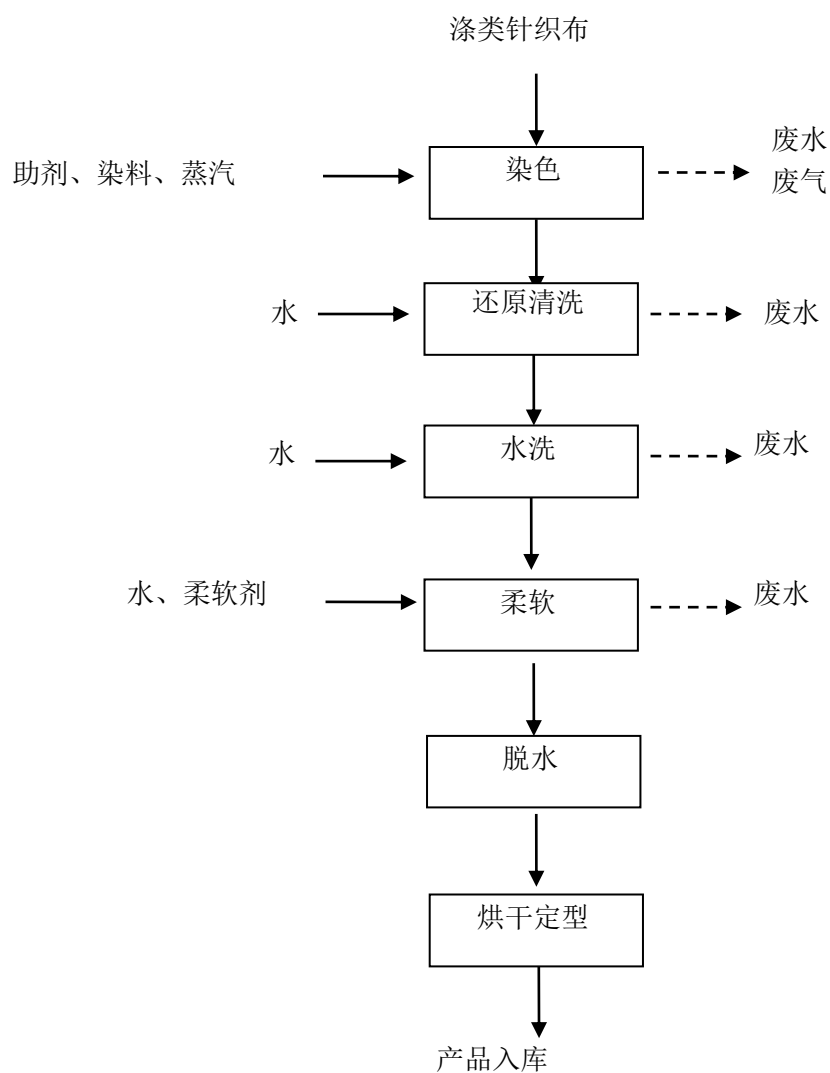 涤类针织布
助剂、染料、蒸汽
染色
废水
废气
水
还原清洗
废水
水
水洗
废水
水、柔软剂
柔软
废水
脱水
烘干定型
产品入库